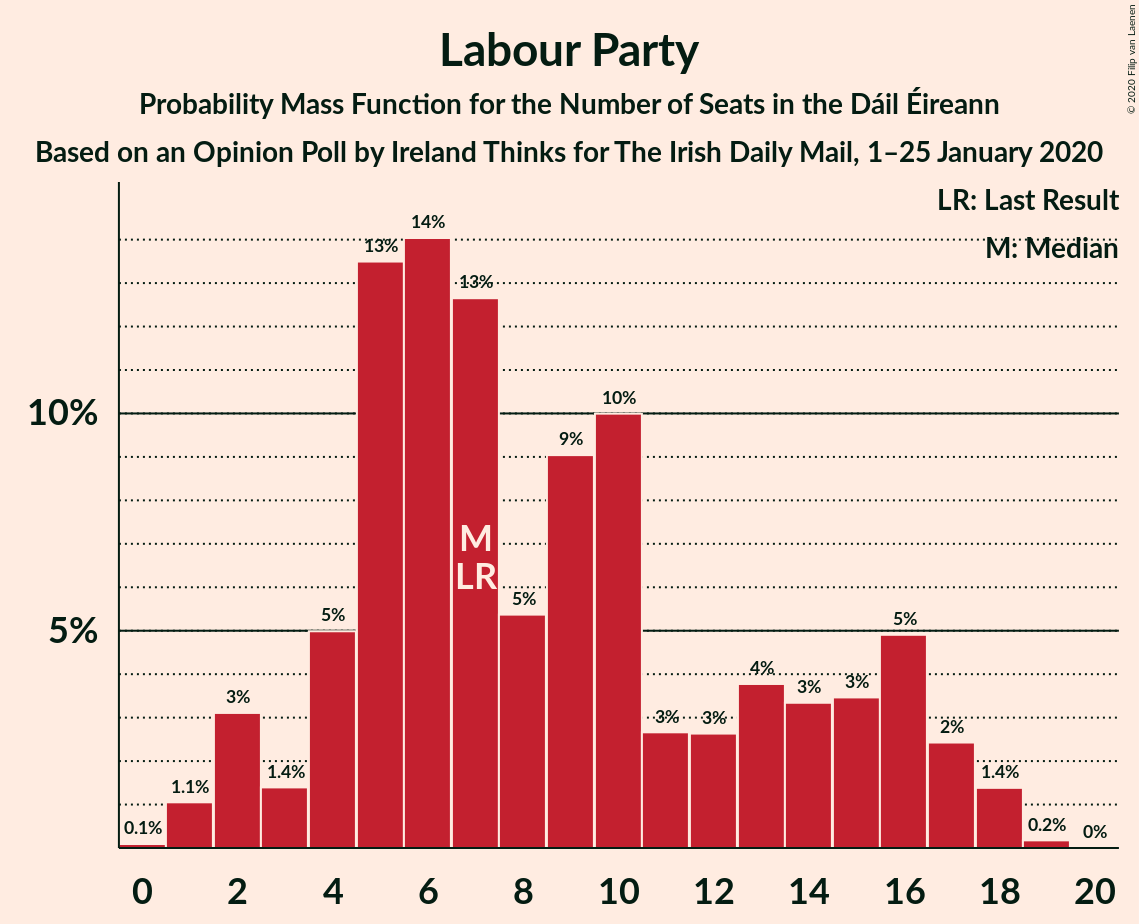 Labour Party
Probability Mass Function for the Number of Seats in the Dáil Éireann
Based on an Opinion Poll by Ireland Thinks for The Irish Daily Mail, 1–25 January 2020
© 2020 Filip van Laenen
LR: Last Result
M: Median
14%
13%
13%
10%
10%
9%
M
LR
5%
5%
5%
5%
4%
3%
3%
3%
3%
3%
2%
1.4%
1.4%
1.1%
0.1%
0.2%
0%
0 2 4 6 8 10 12 14 16 18 20